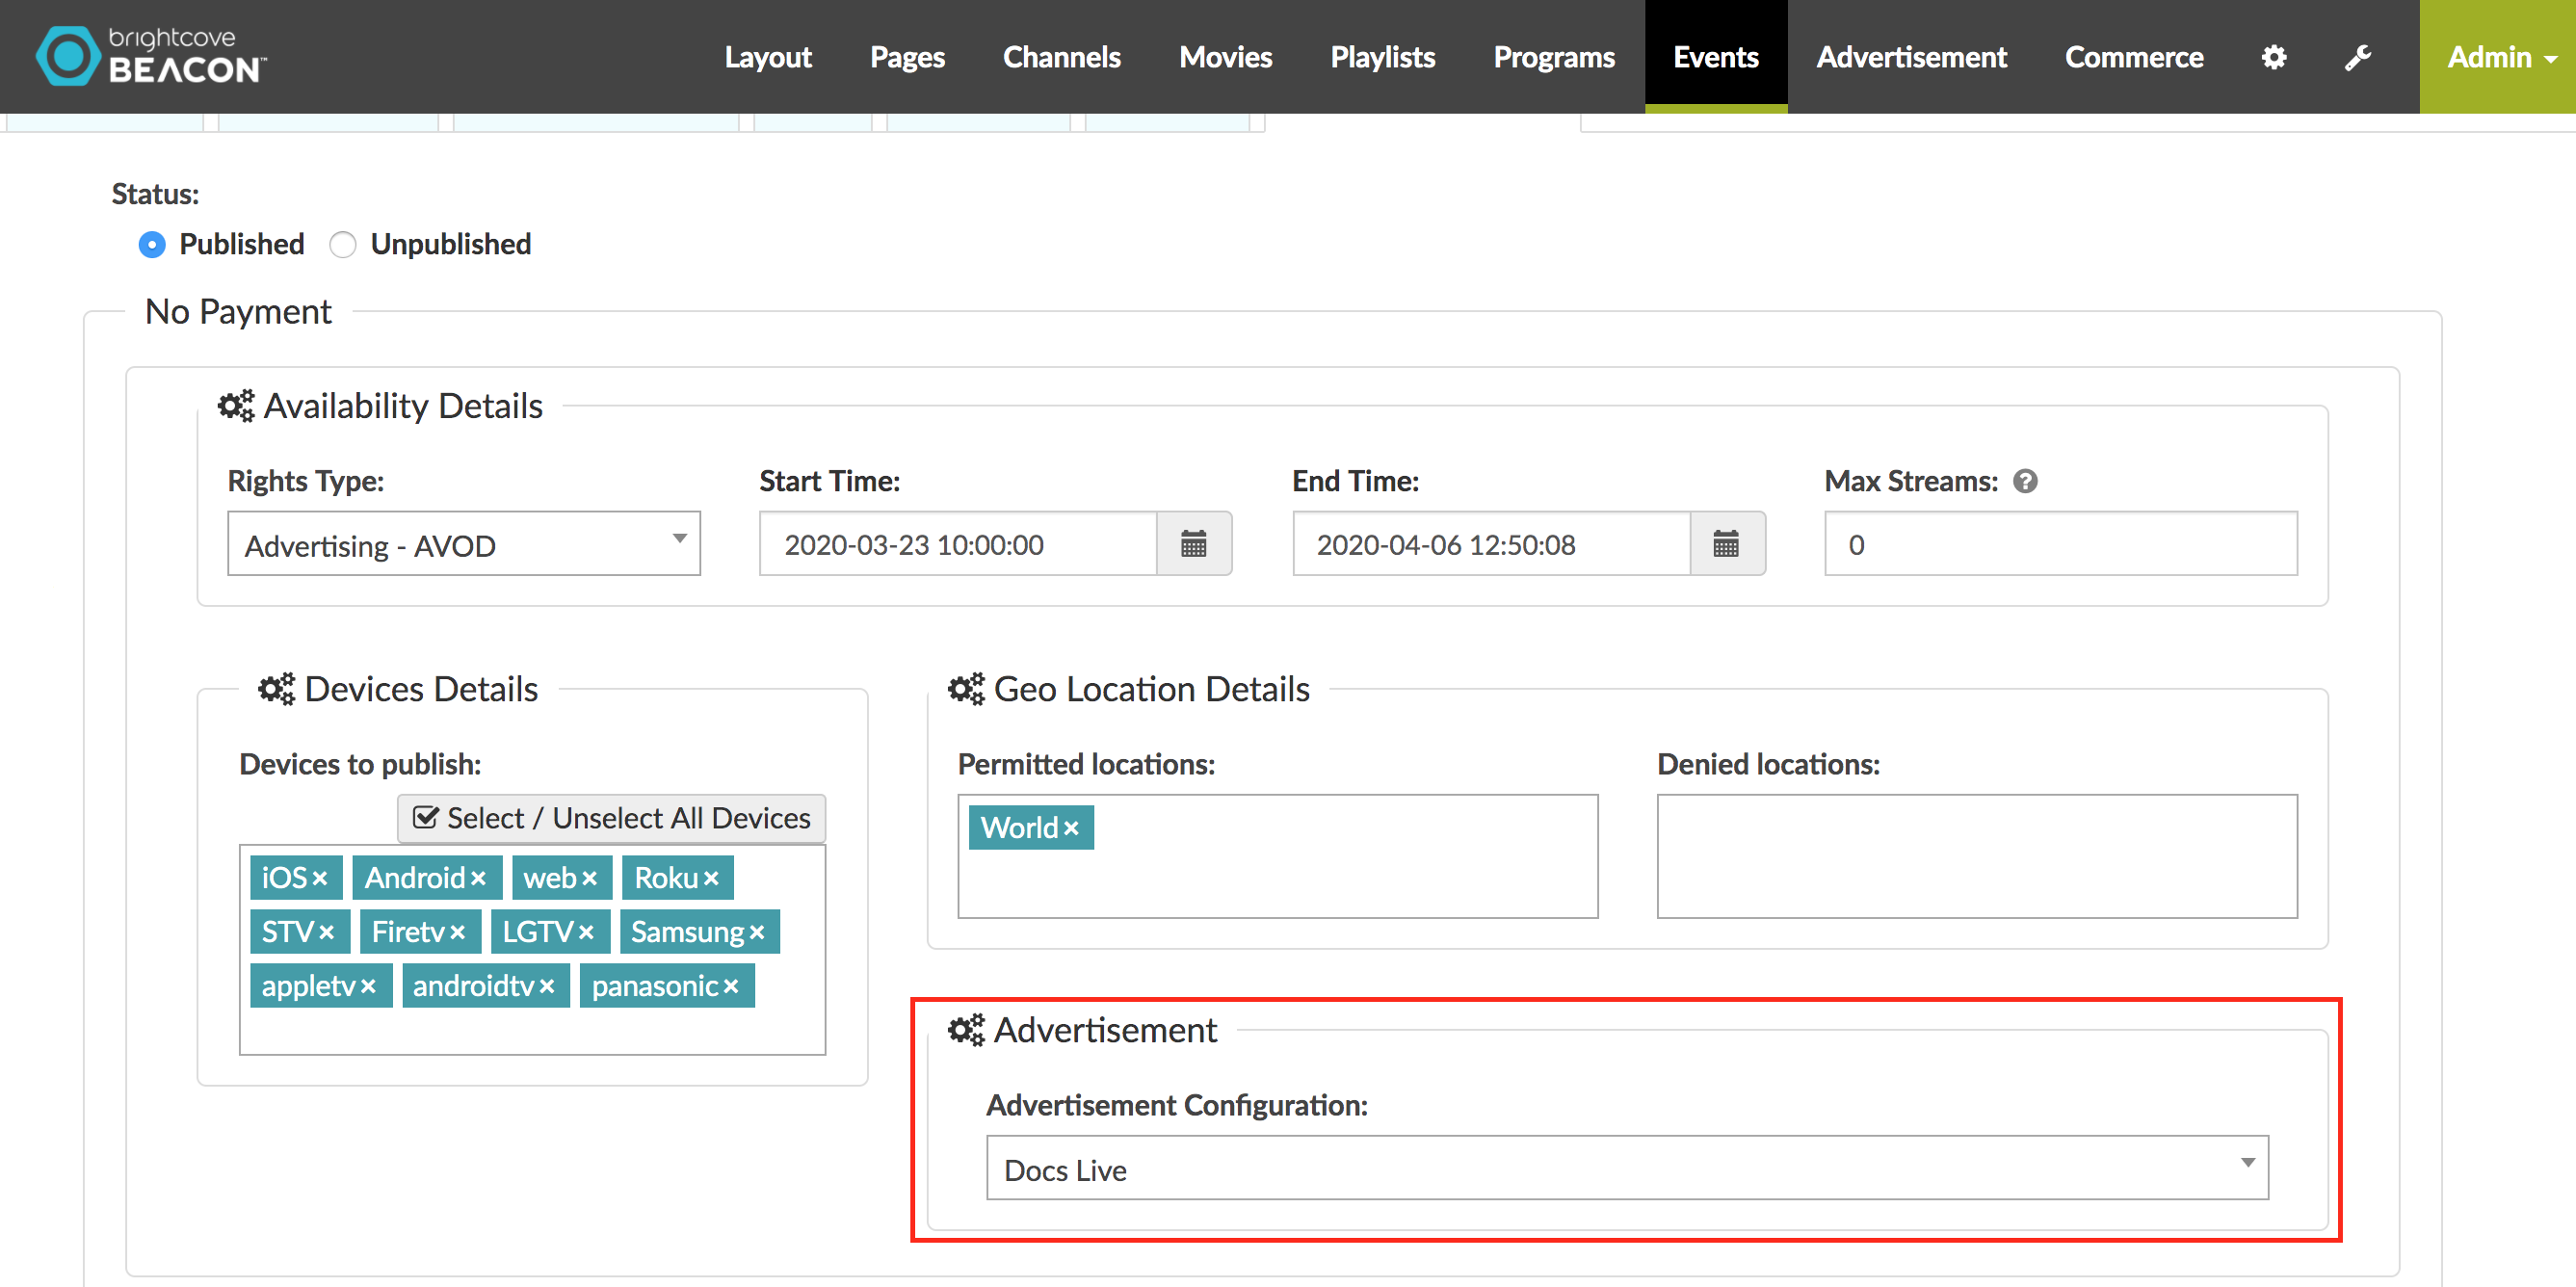 brightcove
BEACON™
Layout Pages Channels Movies Playlists Programs Events Advertisement Commerce Admin
Status:
Published Unpublished
No Payment
Availability Details
Rights Type: Start Time: End Time: Max Streams: ?
Advertising - AVOD 2020-03-23 10:00:00 2020-04-06 12:50:08 0
Devices Details
Devices to publish:
Select / Unselect All Devices
iOS× Android× web× Roku×
STV× Firetv× LGTV× Samsung×
appletv× androidtv× panasonic×
Geo Location Details
Permitted locations: Denied locations:
World×
Advertisement
Advertisement Configuration:
Docs Live